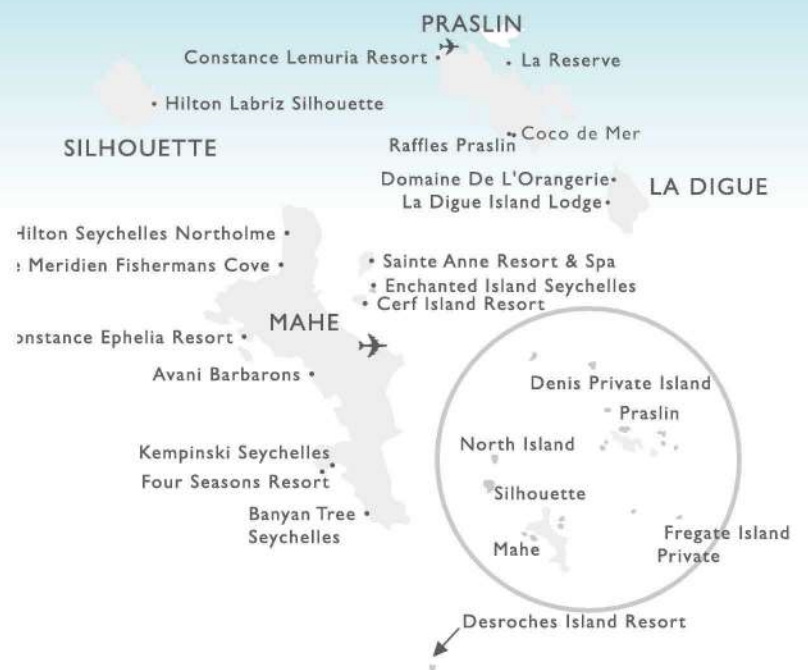 PRASLIN
Constance Lemuria Resort
La Reserve
Hilton Labriz Silhouette
SILHOUETTE
Coco de Mer
Raffles Praslin
Domaine De L'Orangerie
LA DIGUE
La Digue Island Lodge
Hilton Seychelles Northolme
e Meridien Fishermans Cove
Sainte Anne Resort & Spa
Enchanted Island Seychelles
Cerf Island Resort
MAHE
onstance Ephelia Resort
Avani Barbarons
Denis Private Island
Praslin
North Island
Kempinski Seychelles
Four Seasons Resort
Silhouette
Banyan Tree
Seychelles
Mahe
Fregate Island
Private
Desroches Island Resort